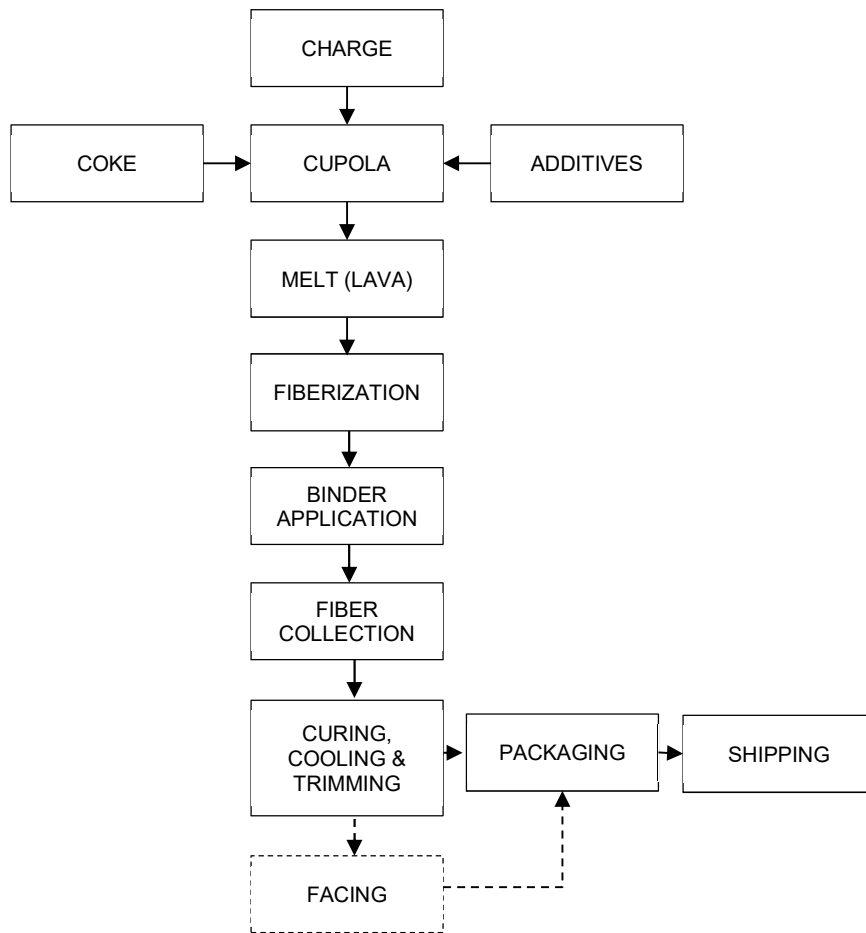 CHARGE
COKE
CUPOLA
ADDITIVES
MELT (LAVA)
FIBERIZATION
BINDER
APPLICATION
FIBER
COLLECTION
CURING,
COOLING &
TRIMMING
PACKAGING
SHIPPING
FACING